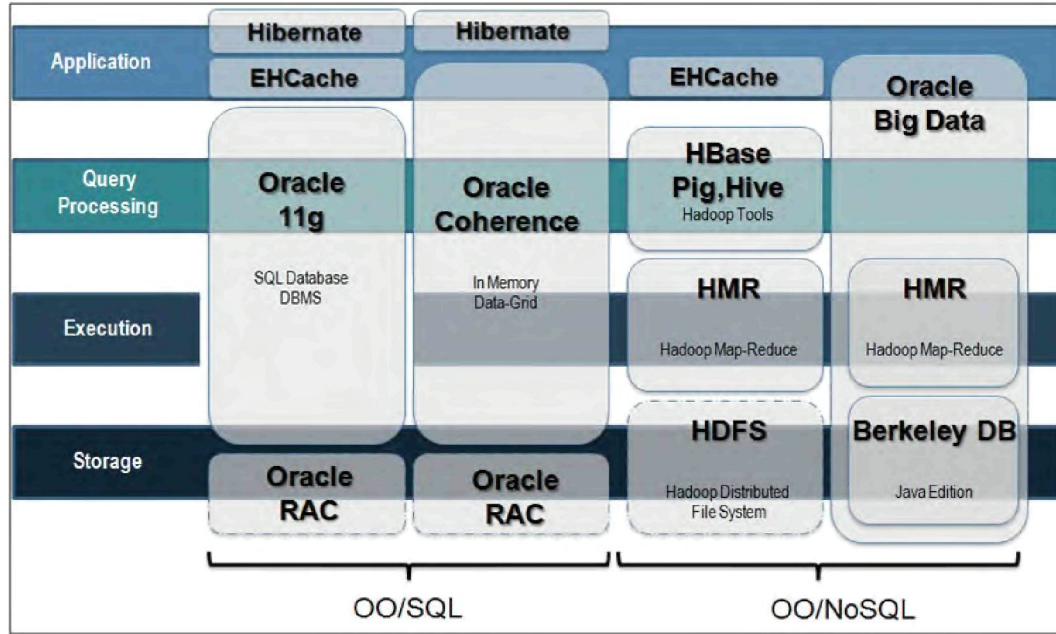 Application
Query
Processing
Execution
Storage
Hibernate
EHCache
Oracle
11g
SQL Database
DBMS
Oracle
RAC
Hibernate
Oracle
Coherence
In Memory
Data-Grid
Oracle
RAC
EHCache
HBase
Pig,Hive
Hadoop Tools
HMR
Hadoop Map-Reduce
HDFS
Hadoop Distributed
File System
Oracle
Big Data
HMR
Hadoop Map-Reduce
Berkeley DB
Java Edition
OO/SQL
OO/NoSQL